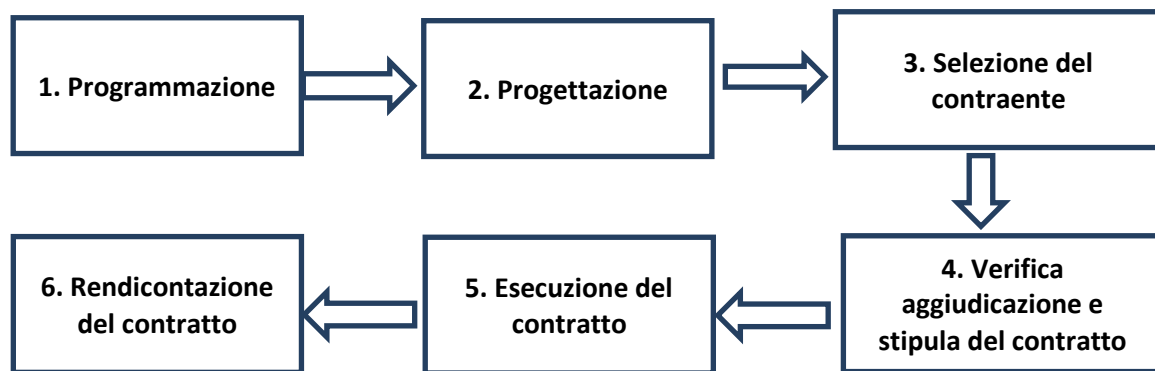 1. Programmazione
2. Progettazione
3. Selezione del
contraente
4. Verifica
aggiudicazione e
stipula del contratto
5. Esecuzione del
contratto
6. Rendicontazione
del contratto